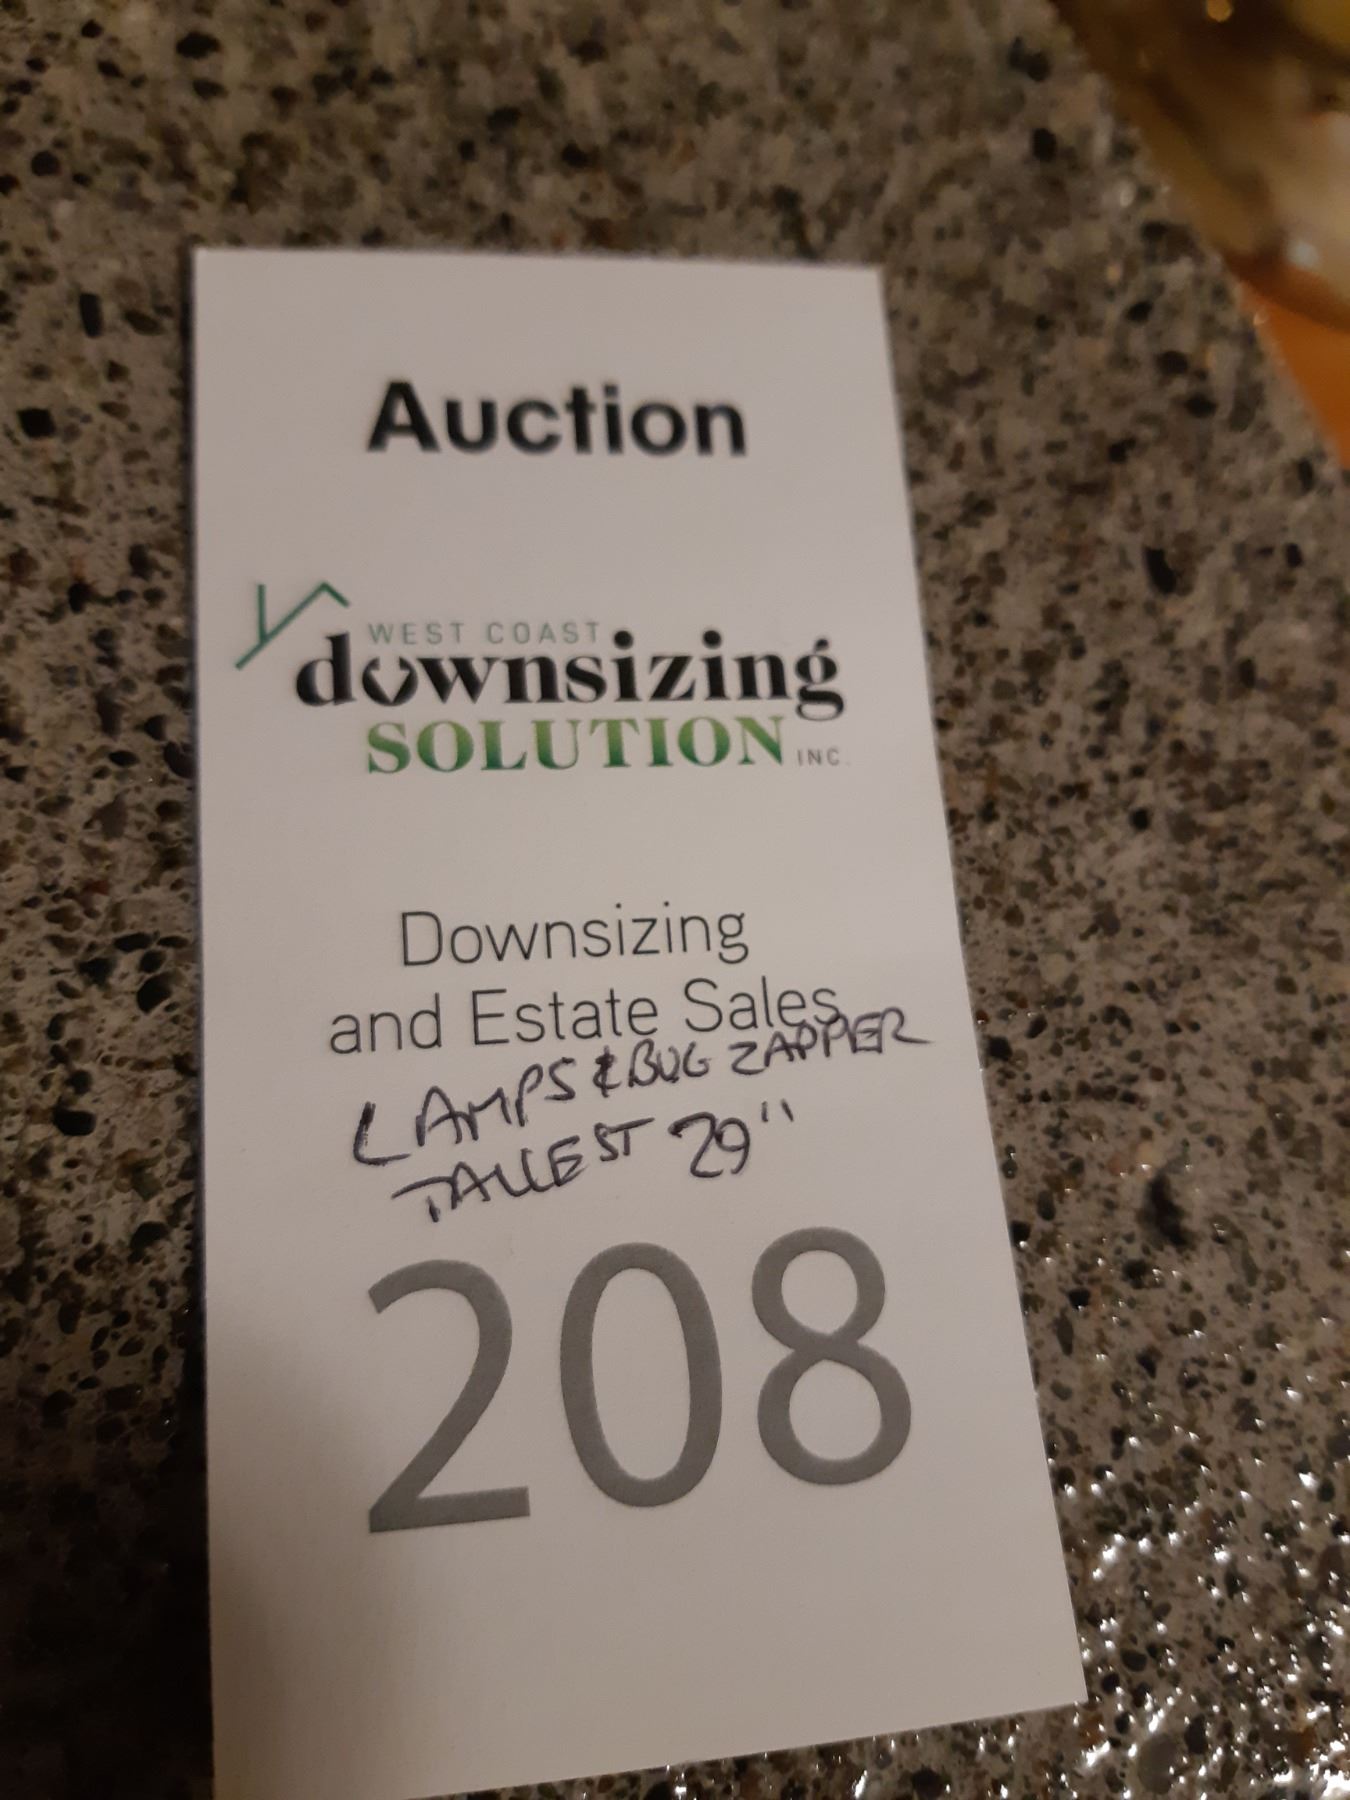 Auction
WEST COAST
downsizing
SOLUTION INC.
Downsizing
and Estate Sales
LAMPS & BUG ZAPPER
TALLEST 29"
208